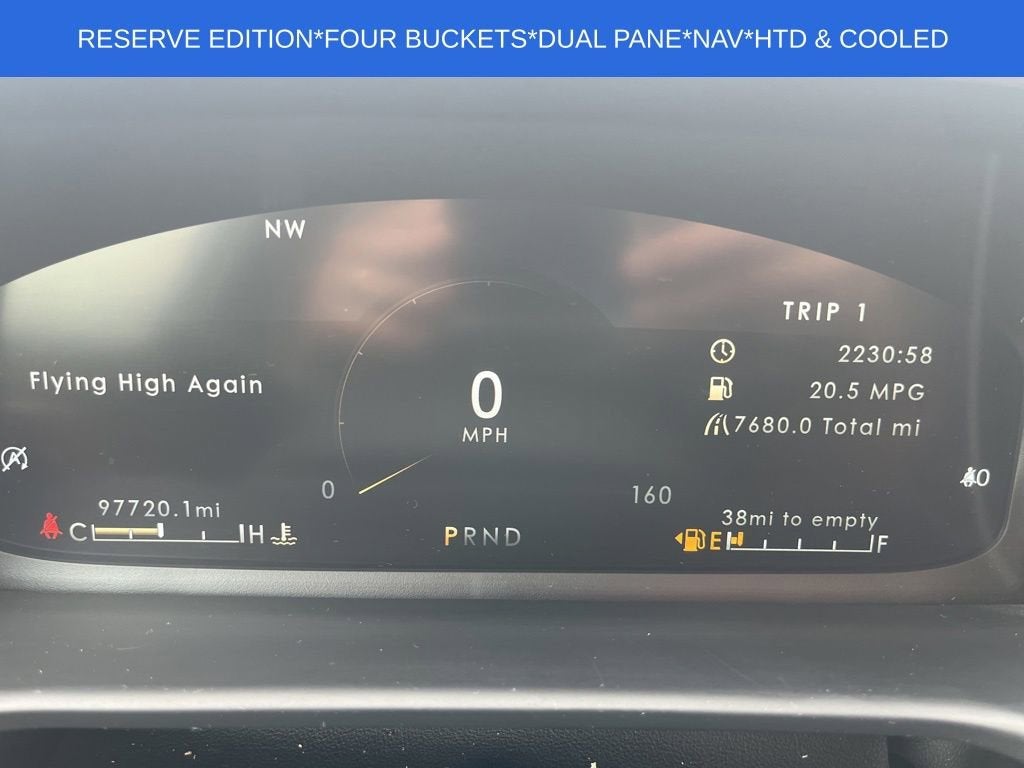 RESERVE EDITION*FOUR BUCKETS*DUAL PANE*NAV*HTD & COOLED
NW
TRIP 1
2230:58
Flying High Again
0
MPH
20.5 MPG
7680.0 Total mi
A
0
0
160
97720.1mi
38mi to empty
C H
PRND
E F